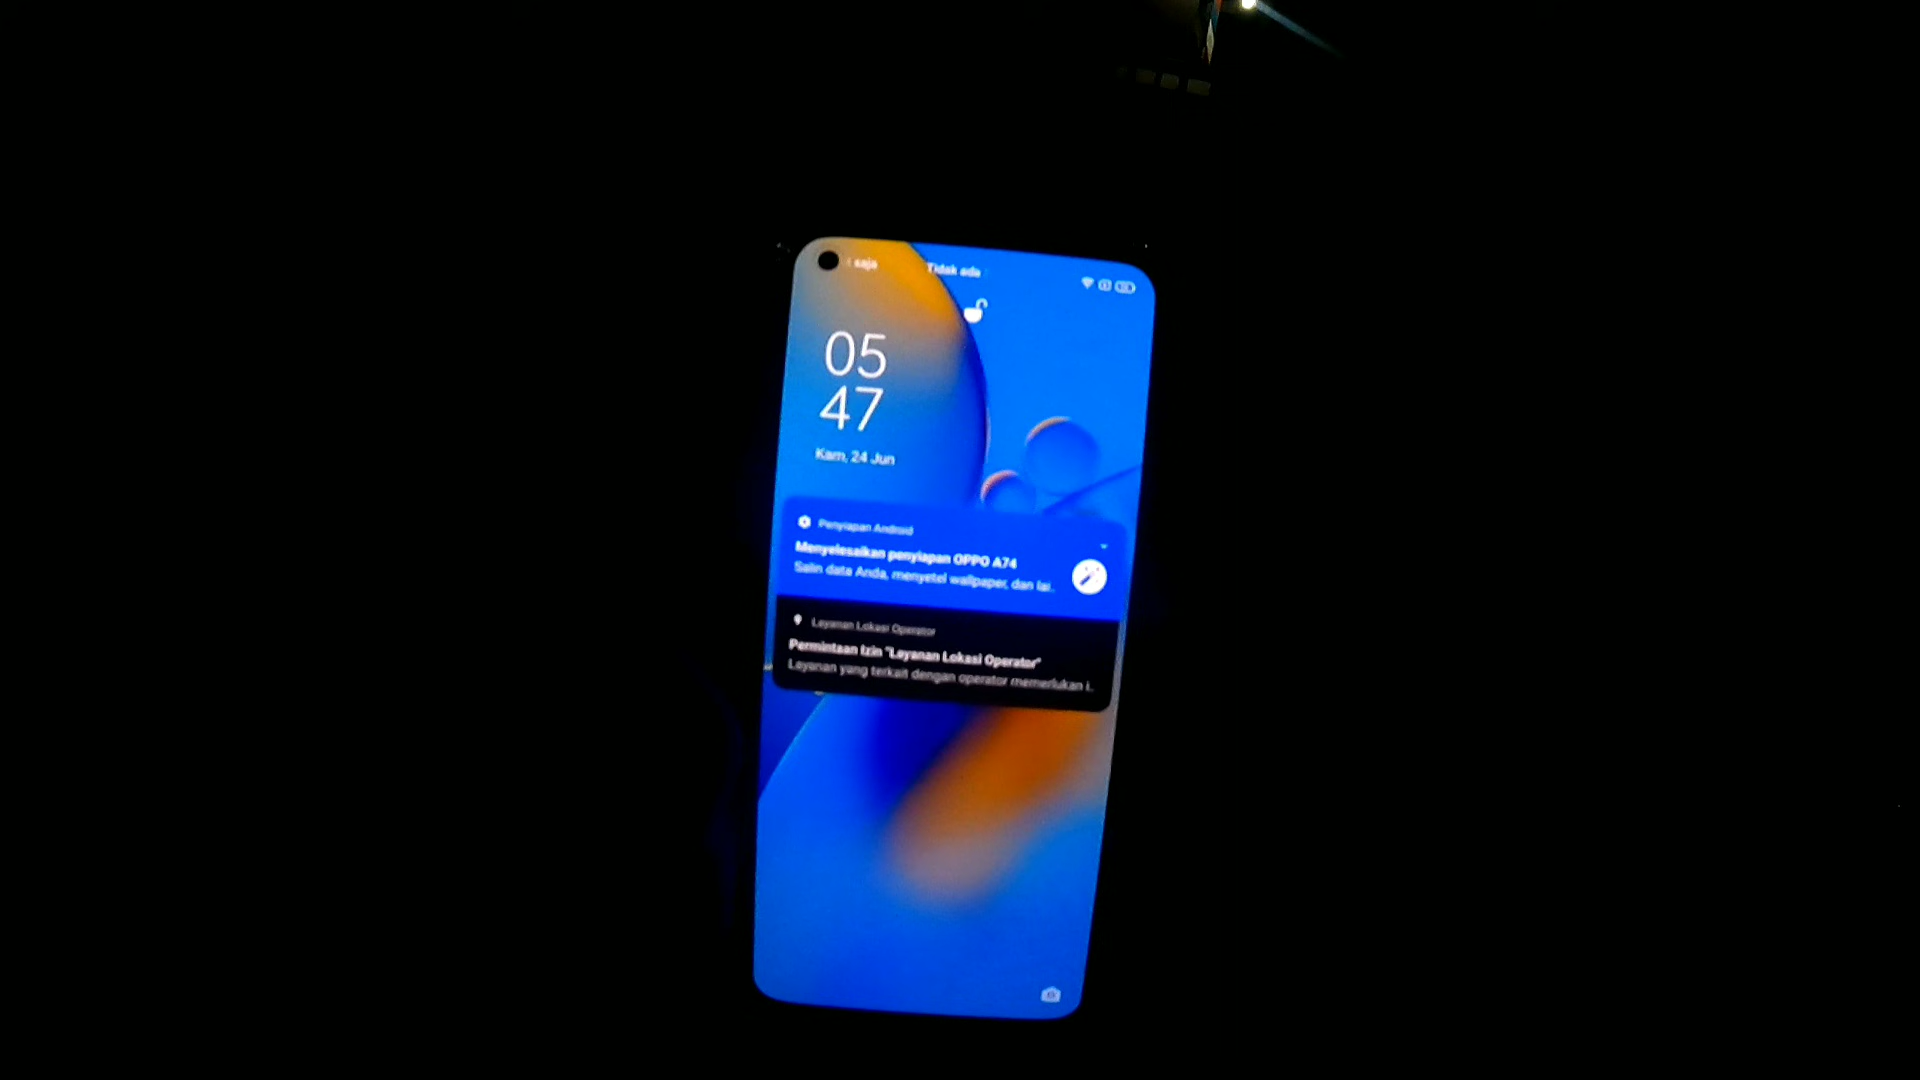 saja
Tidak ada
05
47
Kam, 24 Jun
Penyiapan Android
Menyelesaikan penyiapan OPPO A74
Salin data Anda, menyetel wallpaper, dan lai..
Layanan Lokasi Operator
Permintaan Izin "Layanan Lokasi Operator"
Layanan yang terkait dengan operator memerlukan i..